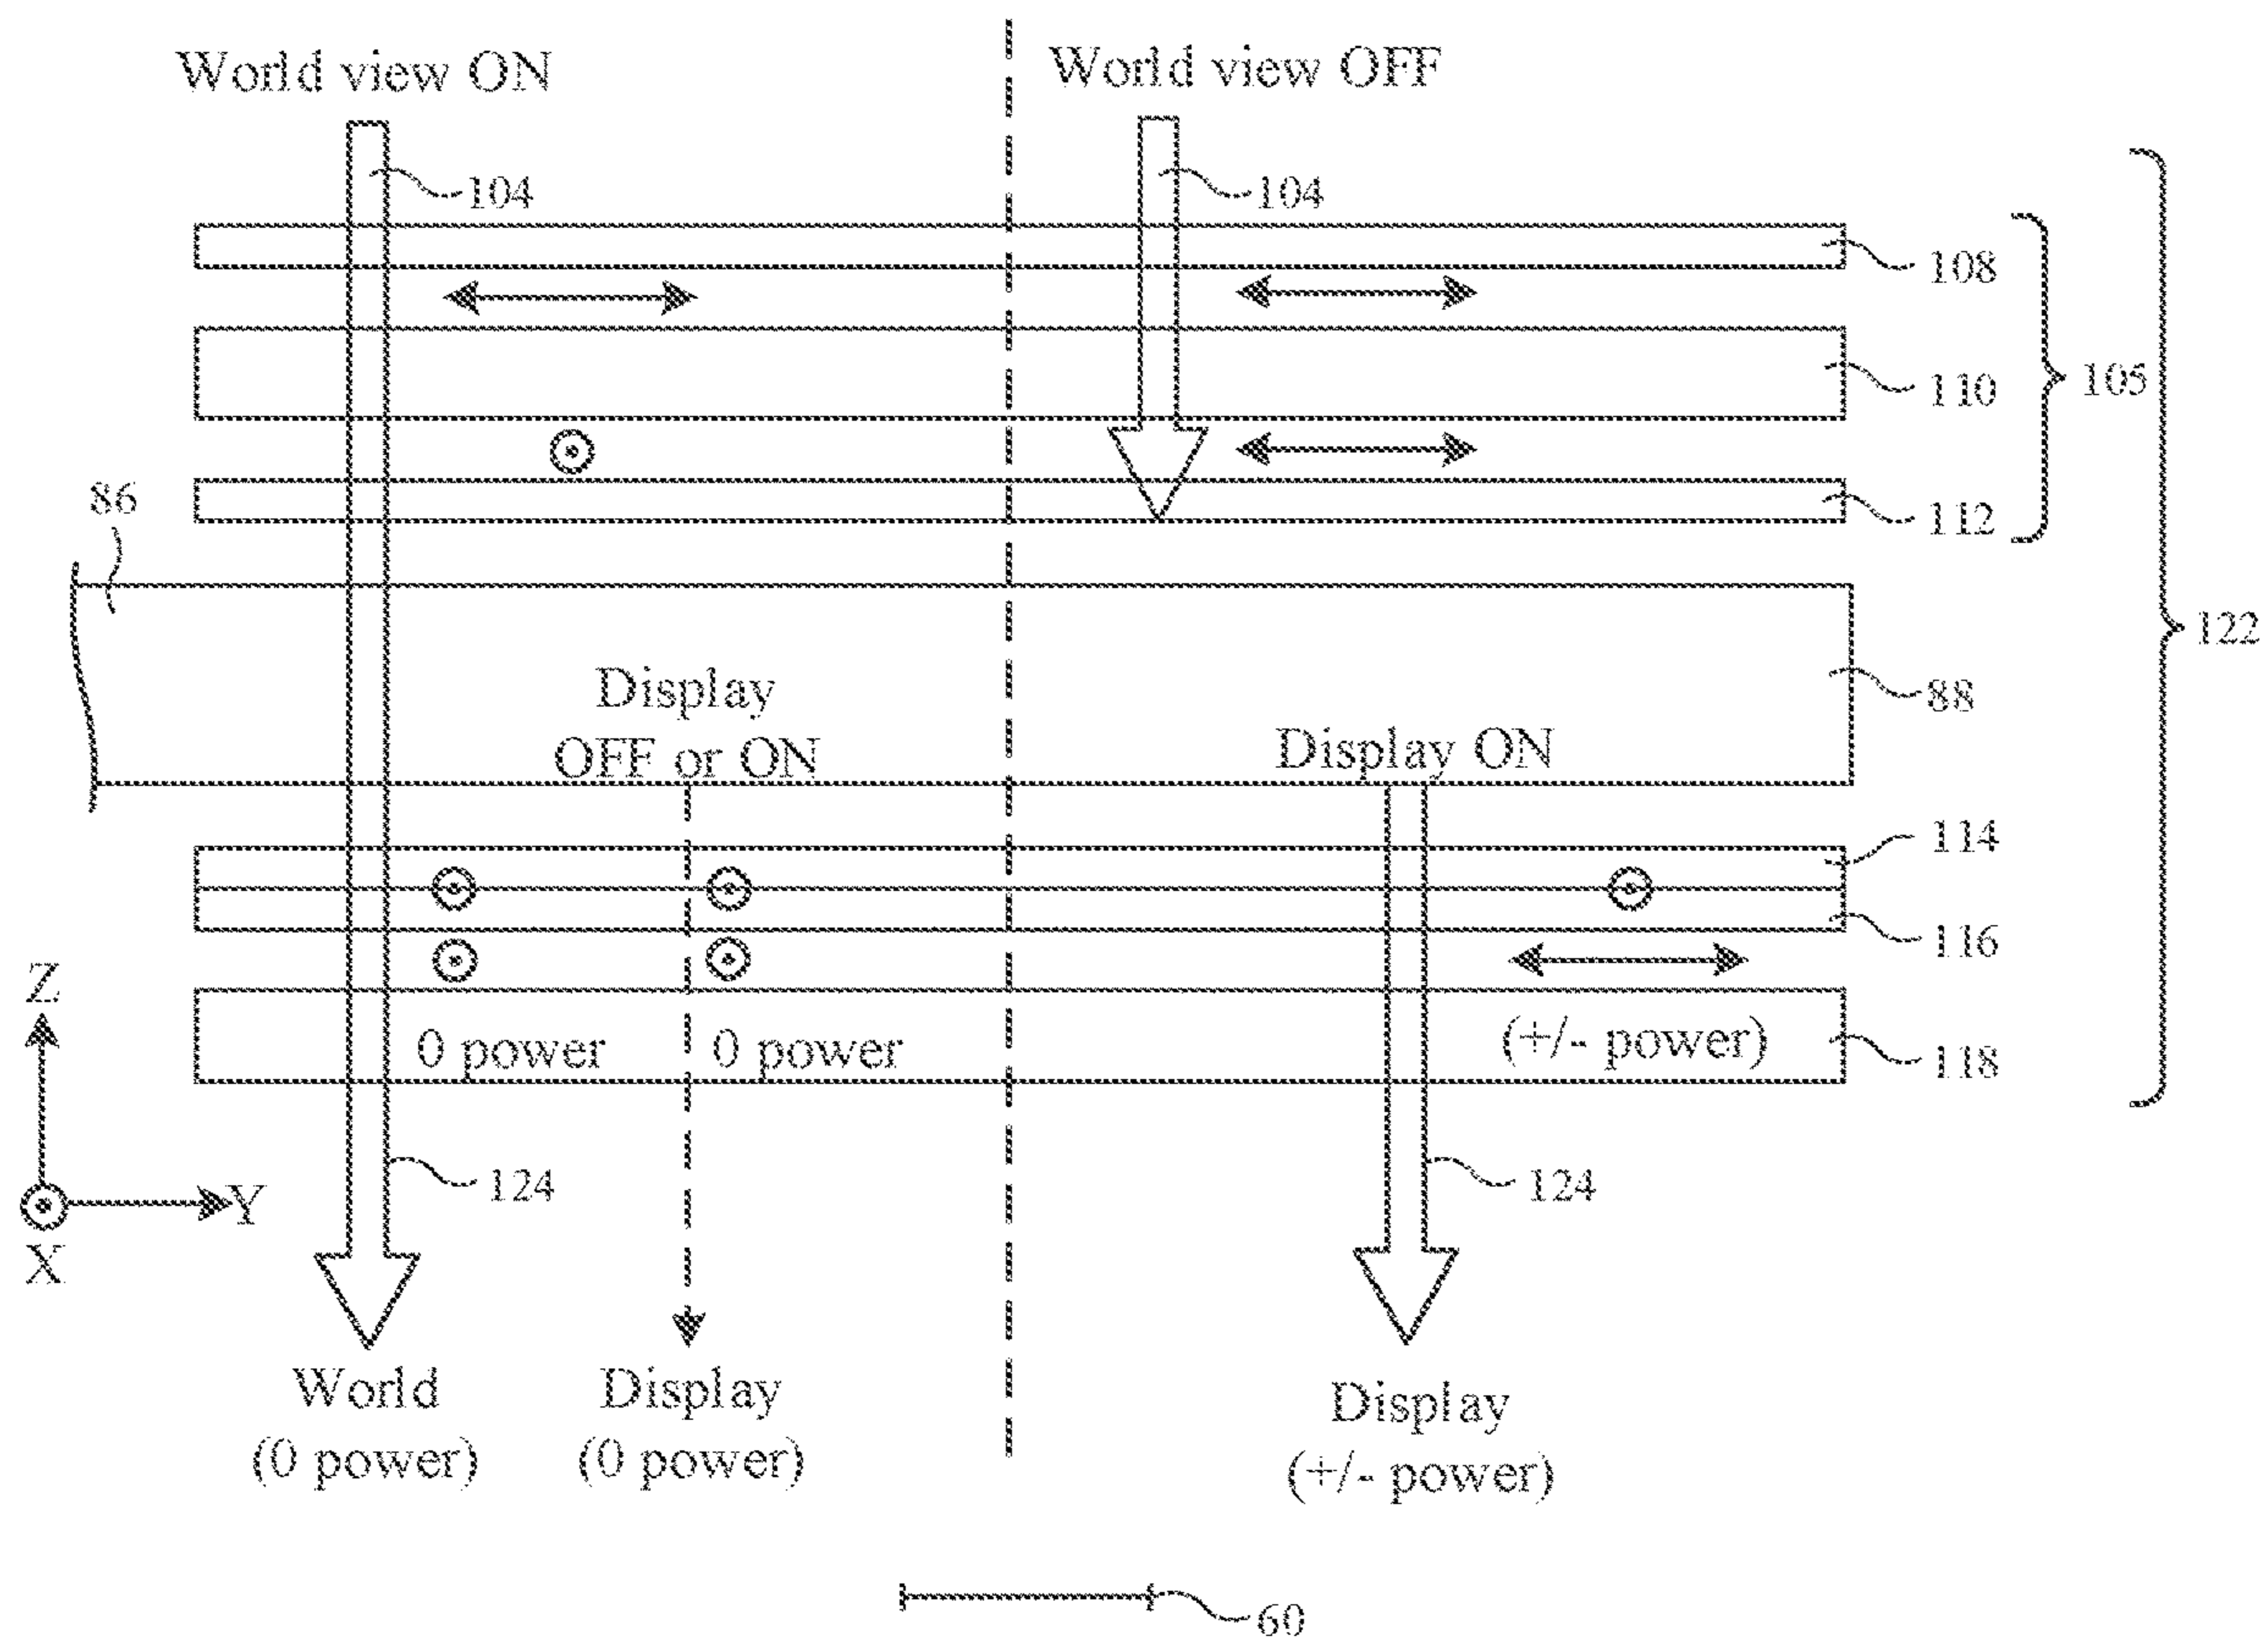 World view ON
World view OFF
104
104
108
110
105
112
86
122
88
Display
OFF or ON
Display ON
114
116
Z
0 power
0 power
(+/- power)
118
124
124
Y
X
World
(0 power)
Display
(0 power)
Display
(+/- power)
60